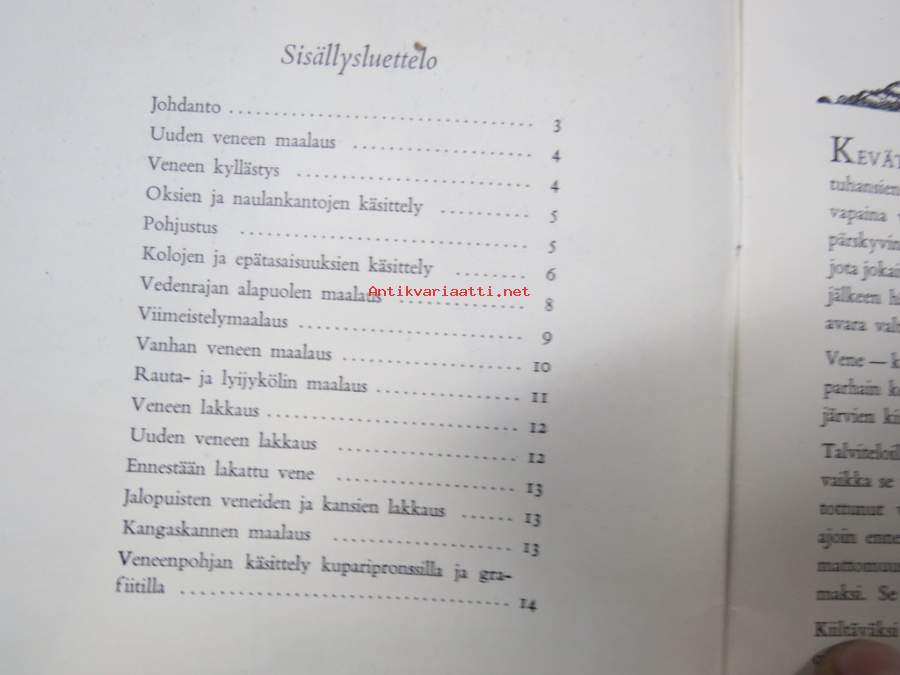 Sisällysluettelo
Johdanto .................................. 3
Uuden veneen maalaus .................... 4
Veneen kyllästys .......................... 4
Oksien ja naulankantojen käsittely .......... 5
Pohjustus ................................ 5
Kolojen ja epätasaisuuksien käsittely ........ 6
Vedenrajan alapuolen maalaus .............. 8
Antikvariaatti.net
Viimeistelymaalaus ........................ 9
Vanhan veneen maalaus .................... 10
Rauta- ja lyijykölin maalaus ................ 11
Veneen lakkaus ............................ 12
Uuden veneen lakkaus .................... 12
Ennestään lakattu vene .................... 13
Jalopuisten veneiden ja kansien lakkaus ...... 13
Kangaskannen maalaus .................... 13
Veneenpohjan käsittely kuparipronssilla ja gra-
fiitilla .................................... 14
KEVÄT
tuhansien
vapaina
pärskyvin
jota jokai
jälkeen
avara
Vene — k
parhain
järvien
Talviteloil
vaikka se
tottunut
ajoin enne
mattomuu
maksi. Se
Kiiltäväksi